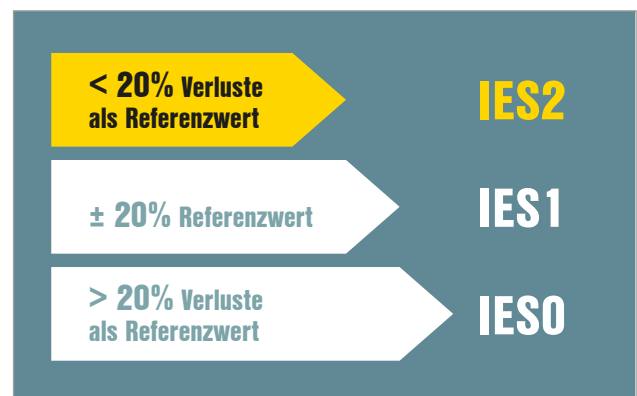 < 20% Verluste
als Referenzwert
IES2
± 20% Referenzwert
IES1
> 20% Verluste
als Referenzwert
IES0